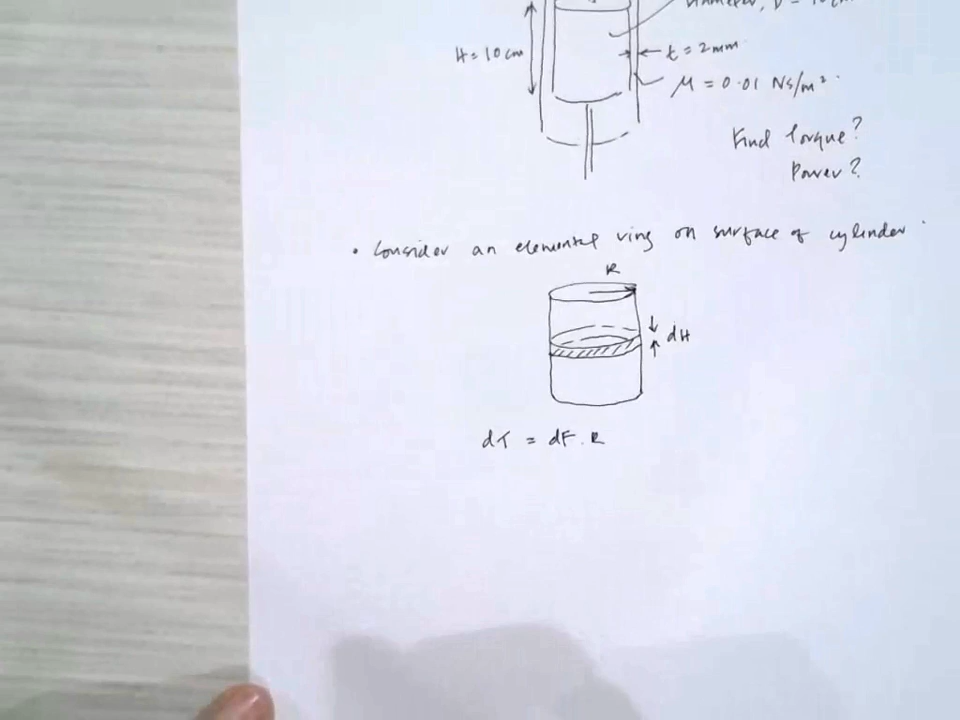 Diameter, D =
H = 10 cm
t = 2mm
μ = 0.01 Ns/m².
Find Torque?
Power?
• Consider an elemental ring on surface of cylinder.
R
dH
dT = dF. R